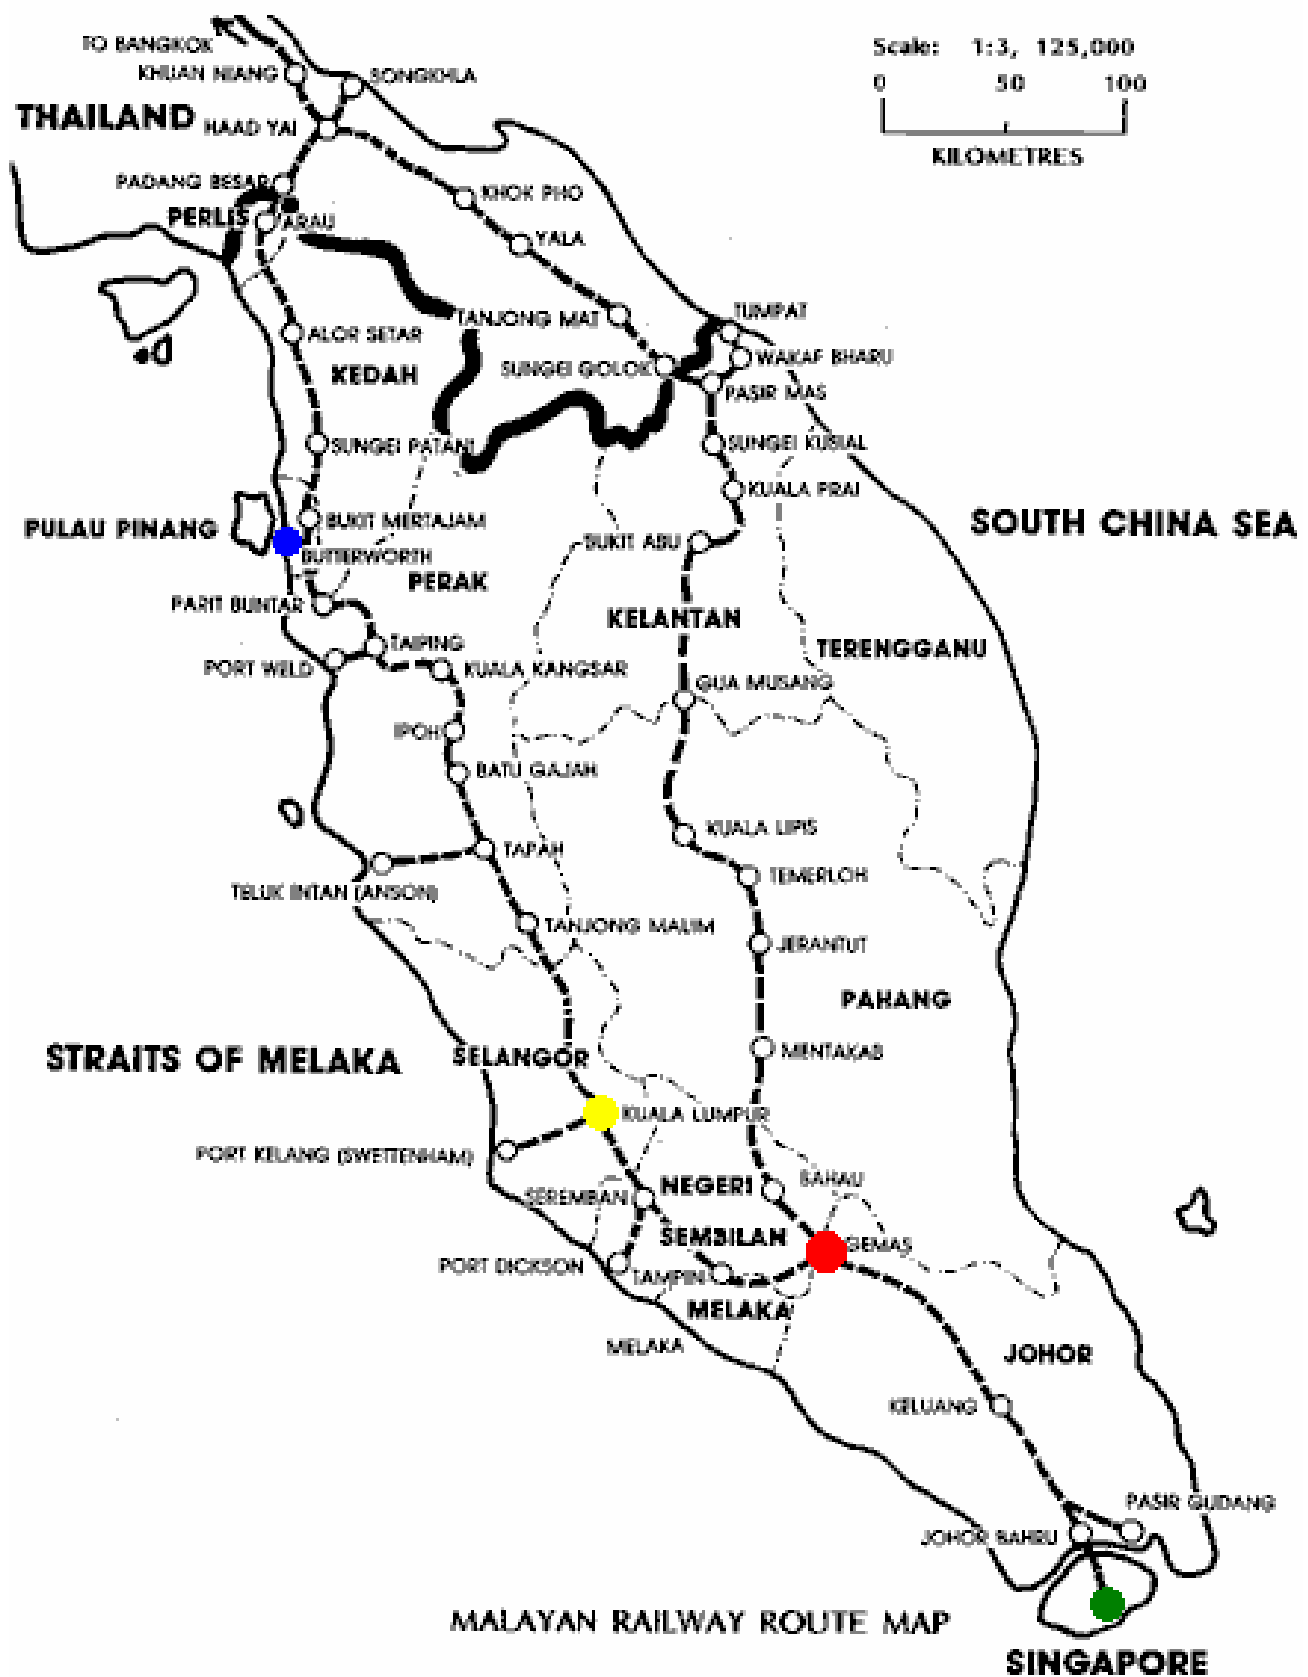 TO BANGKOK
Scale: 1:3, 125,000
KHUAN NIANG
SONGKHLA
0 50 100
THAILAND
HAAD YAI
KILOMETRES
PADANG BESAR
KHOK PHO
PERLIS
ARAU
YALA
TANJONG MAT
TUMPAT
ALOR SETAR
WAKAF BHARU
SUNGEI GOLOK
KEDAH
PASIR MAS
SUNGEI PATANI
SUNGEI KUSIAL
KUALA PRAI
PULAU PINANG
BUKIT MERTAJAM
SOUTH CHINA SEA
BUKIT ABU
BUTTERWORTH
PERAK
PARIT BUNTAR
KELANTAN
TAIPING
TERENGGANU
PORT WELD
KUALA KANGSAR
GUA MUSANG
IPOH
BATU GAJAH
KUALA LIPIS
TAPAH
TEMERLOH
TELUK INTAN (ANSON)
TANJONG MALIM
JERANTUT
PAHANG
STRAITS OF MELAKA
SELANGOR
MENTAKAB
KUALA LUMPUR
PORT KELANG (SWETTENHAM)
NEGERI
BAHAU
SEREMBAN
SEMBILAN
GEMAS
PORT DICKSON
TAMPIN
MELAKA
MELAKA
JOHOR
KELUANG
PASIR GUDANG
JOHOR BAHRU
MALAYAN RAILWAY ROUTE MAP
SINGAPORE